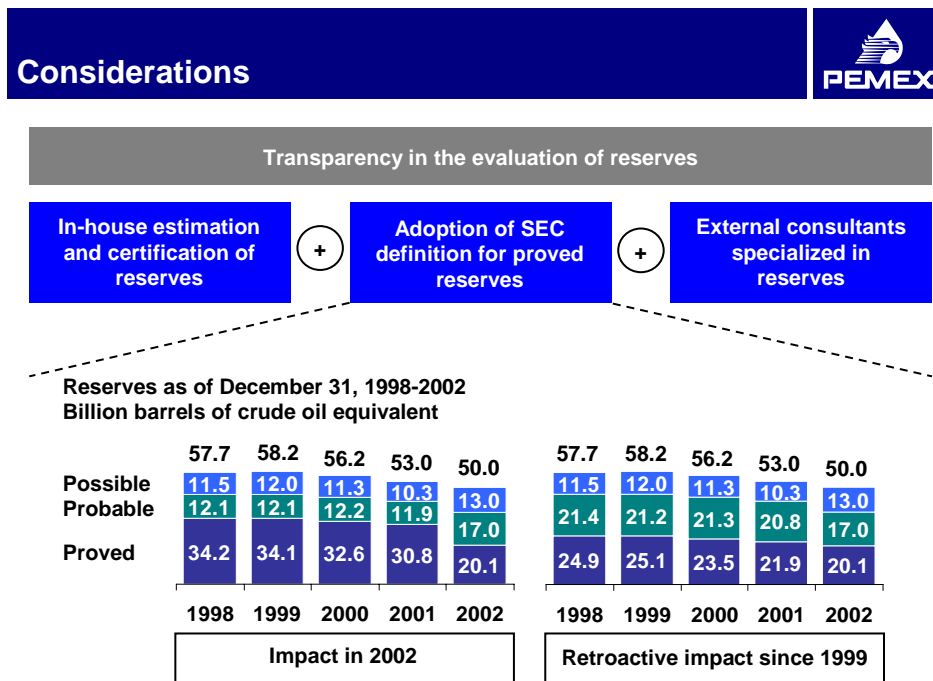 Considerations
PEMEX
Transparency in the evaluation of reserves
In-house estimation
and certification of
reserves
+
Adoption of SEC
definition for proved
reserves
+
External consultants
specialized in
reserves
Reserves as of December 31, 1998-2002
Billion barrels of crude oil equivalent
57.7 58.2 56.2 53.0 50.0 57.7 58.2 56.2 53.0 50.0
Possible 11.5 12.0 11.3 10.3 13.0 11.5 12.0 11.3 10.3 13.0
Probable 12.1 12.1 12.2 11.9 17.0 21.4 21.2 21.3 20.8 17.0
Proved 34.2 34.1 32.6 30.8 20.1 24.9 25.1 23.5 21.9 20.1
1998 1999 2000 2001 2002 1998 1999 2000 2001 2002
Impact in 2002 Retroactive impact since 1999